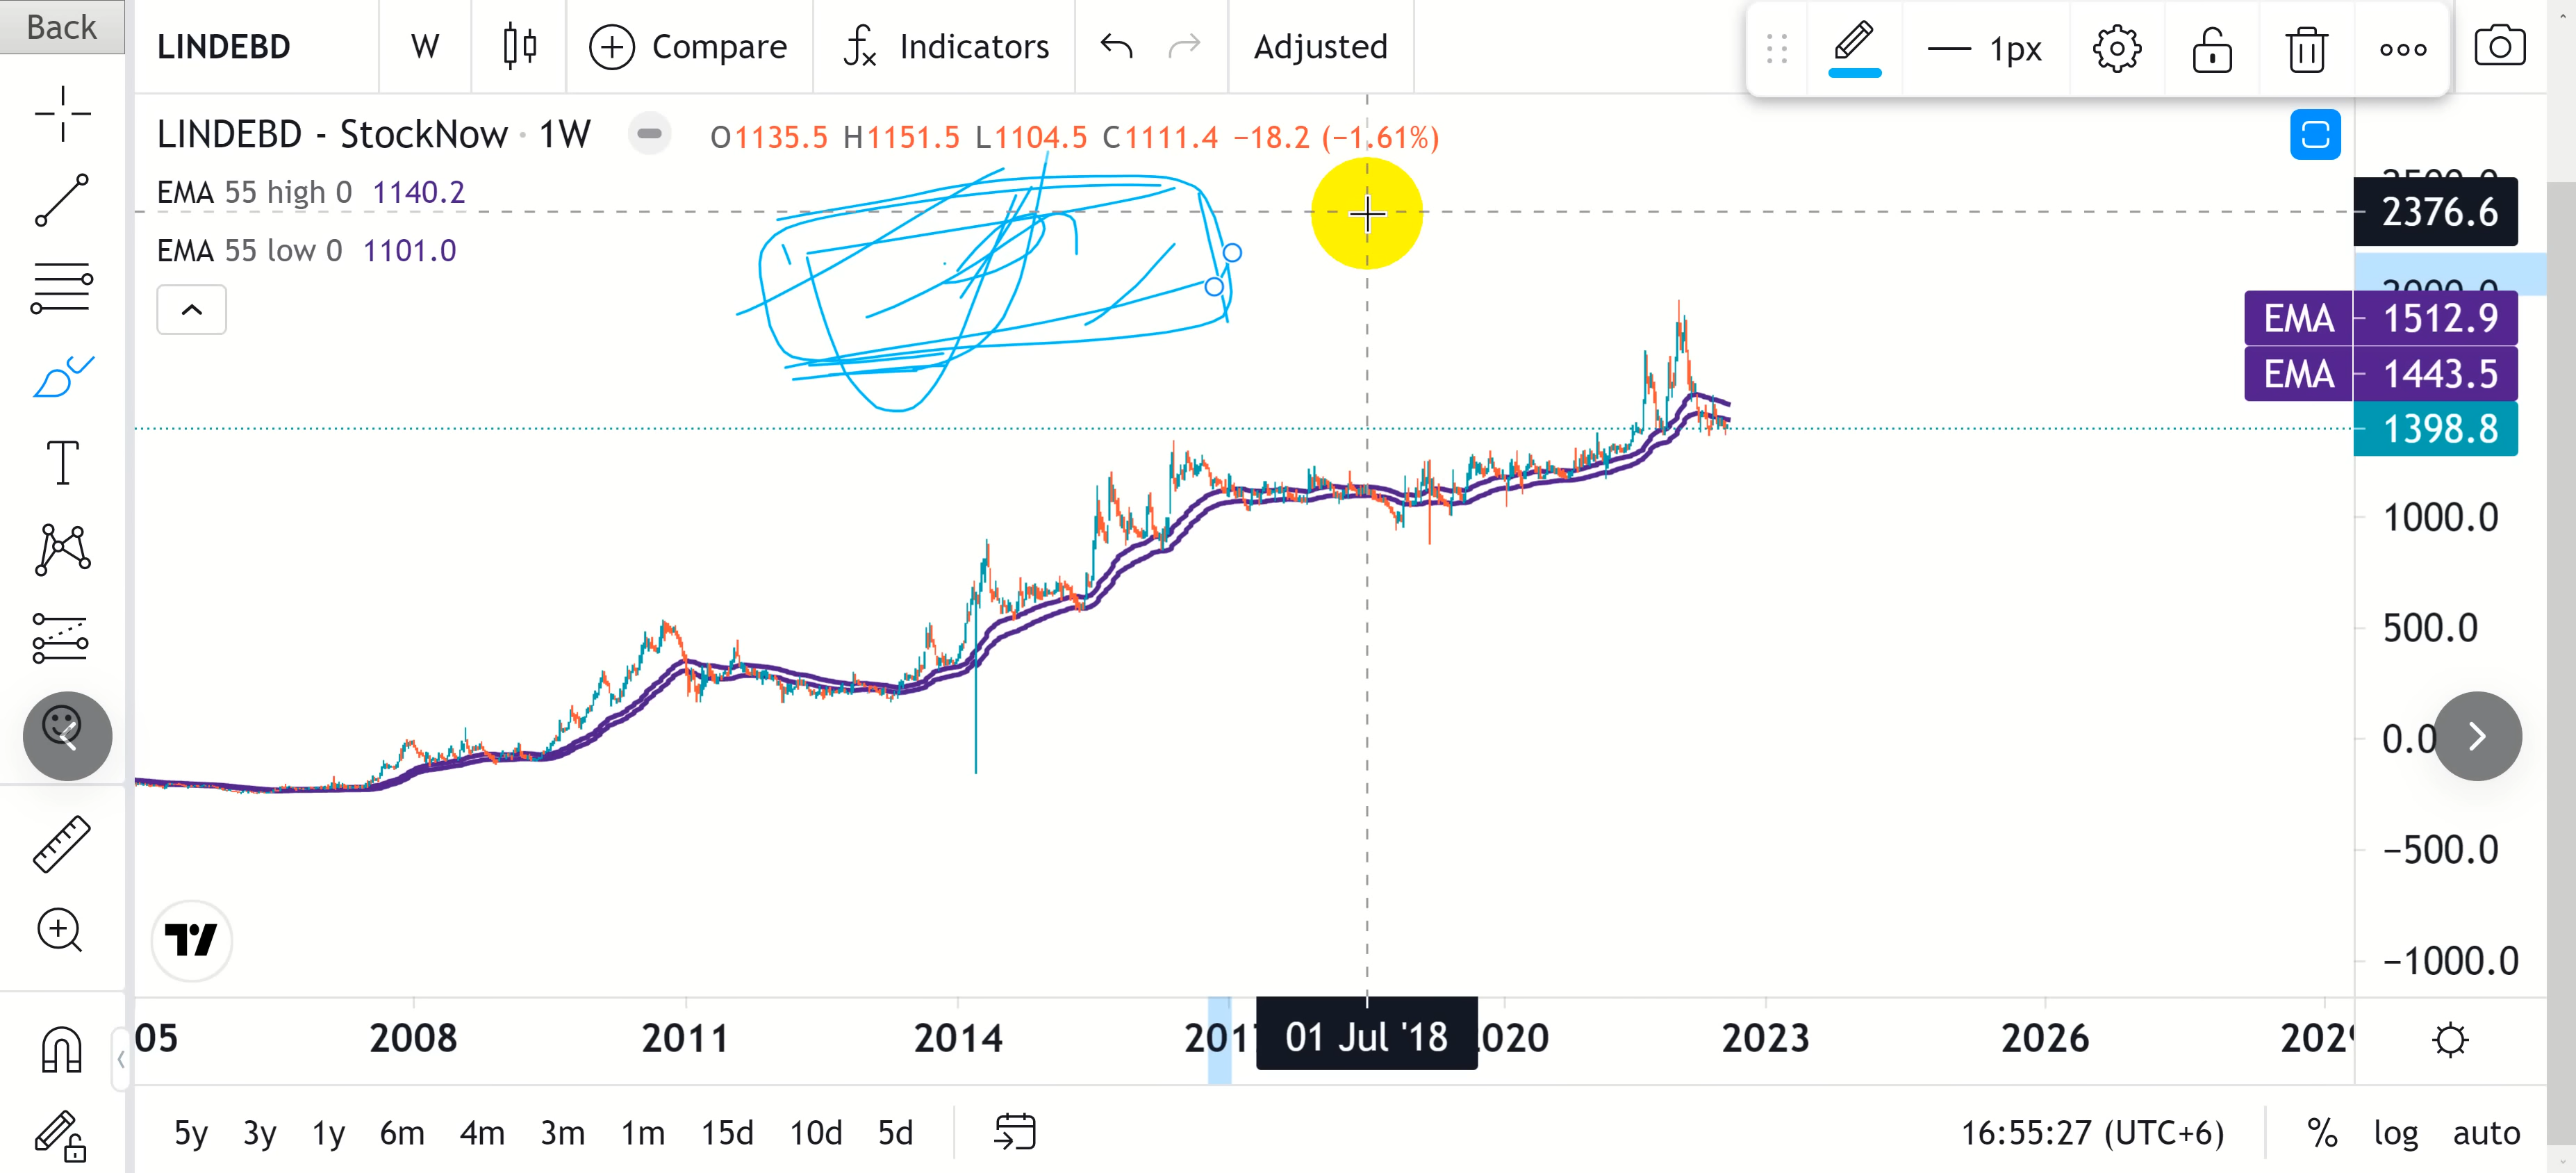 Back
LINDEBD W Compare Indicators Adjusted 1px
LINDEBD - StockNow · 1W O1135.5 H1151.5 L1104.5 C1111.4 −18.2 (−1.61%)
EMA 55 high 0 1140.2
EMA 55 low 0 1101.0
2376.6
EMA 1512.9
EMA 1443.5
1398.8
1000.0
500.0
0.0
−500.0
−1000.0
2008 2011 2014 01 Jul '18 2023 2026
5y 3y 1y 6m 4m 3m 1m 15d 10d 5d 16:55:27 (UTC+6) % log auto